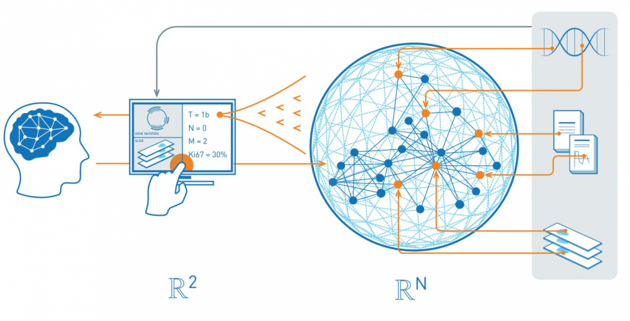 T = 1b
N = 0
M = 2
Ki67 = 30%
ℝ²
ℝᴺ